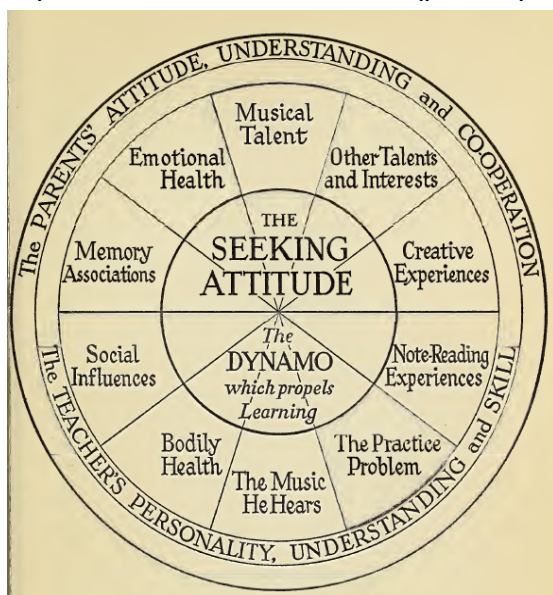 The PARENTS' ATTITUDE, UNDERSTANDING and CO-OPERATION
Musical
Talent
Emotional
Health
Other Talents
and Interests
Memory
Associations
THE
SEEKING
ATTITUDE
Creative
Experiences
Social
Influences
The
DYNAMO
which propels
Learning
Note-Reading
Experiences
Bodily
Health
The Music
He Hears
The Practice
Problem
The TEACHER'S PERSONALITY, UNDERSTANDING and SKILL